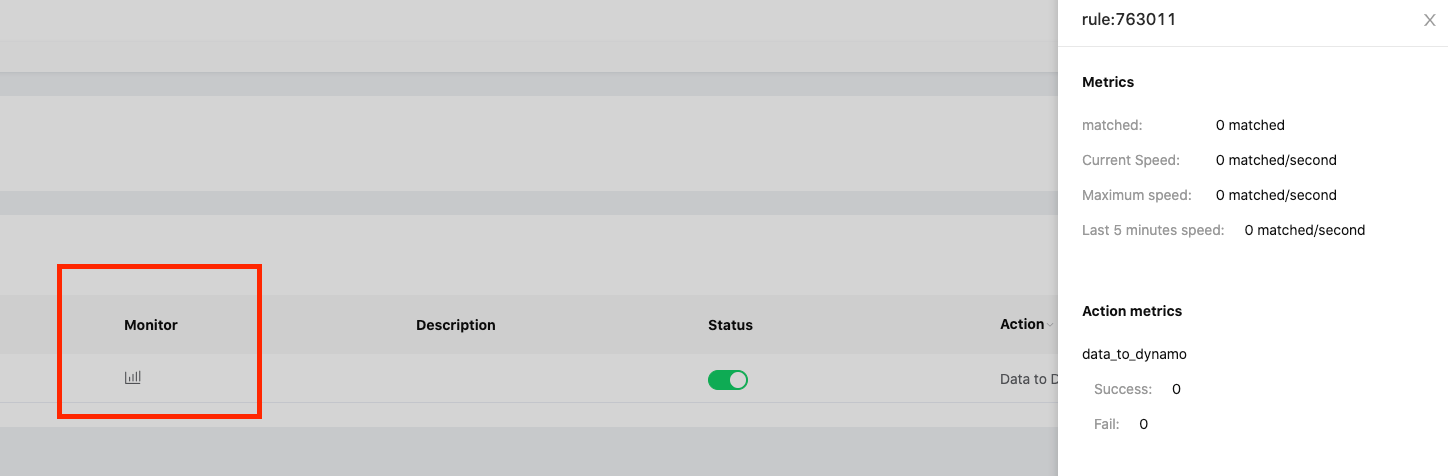 rule:763011
Metrics
matched: 0 matched
Current Speed: 0 matched/second
Maximum speed: 0 matched/second
Last 5 minutes speed: 0 matched/second
Monitor Description Status Action
Data to D
Action metrics
data_to_dynamo
Success: 0
Fail: 0